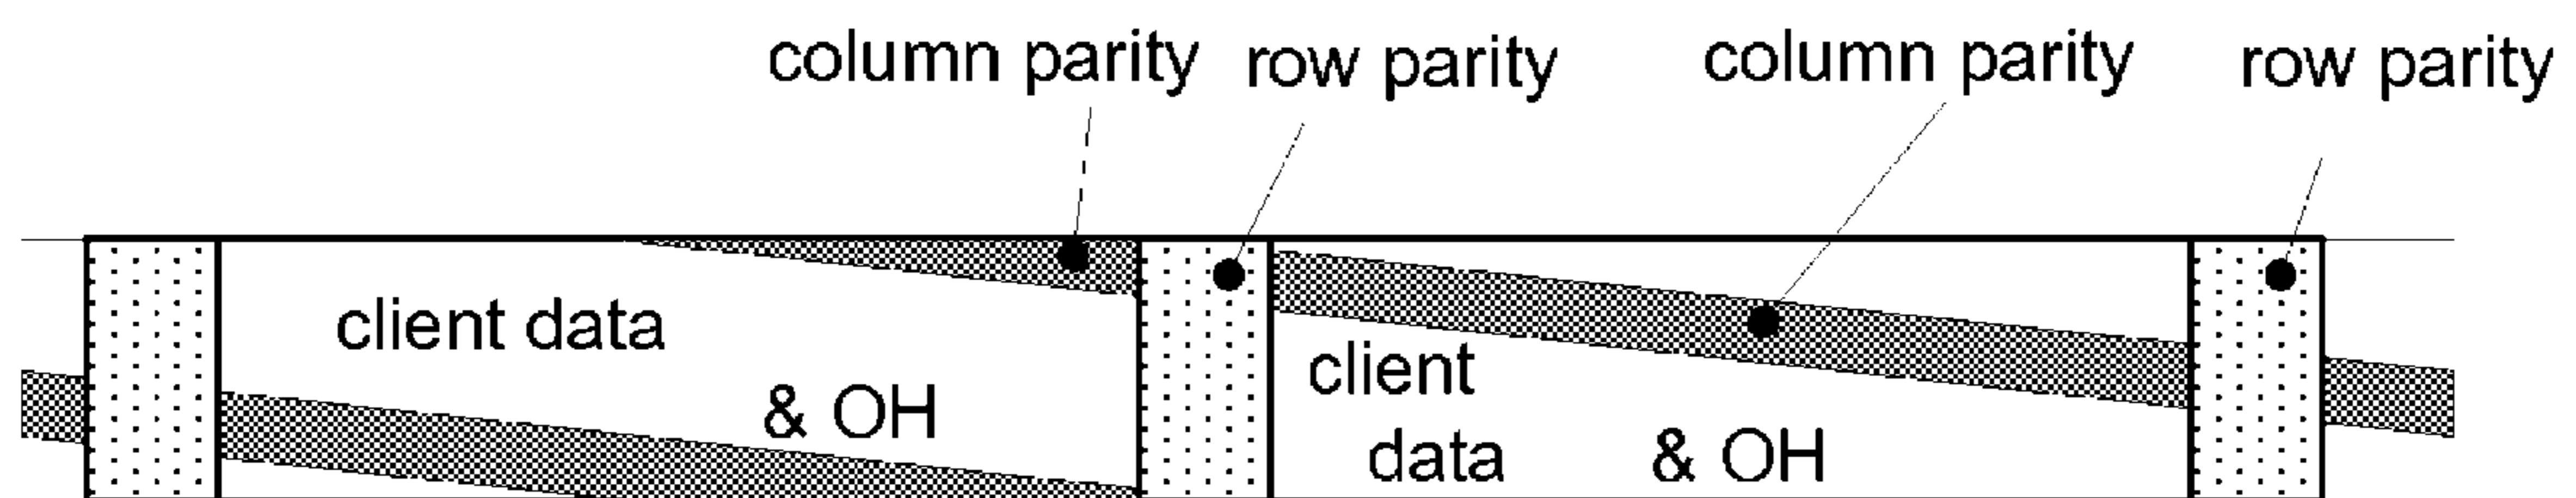 column parity row parity column parity row parity
client data
& OH
client
data & OH